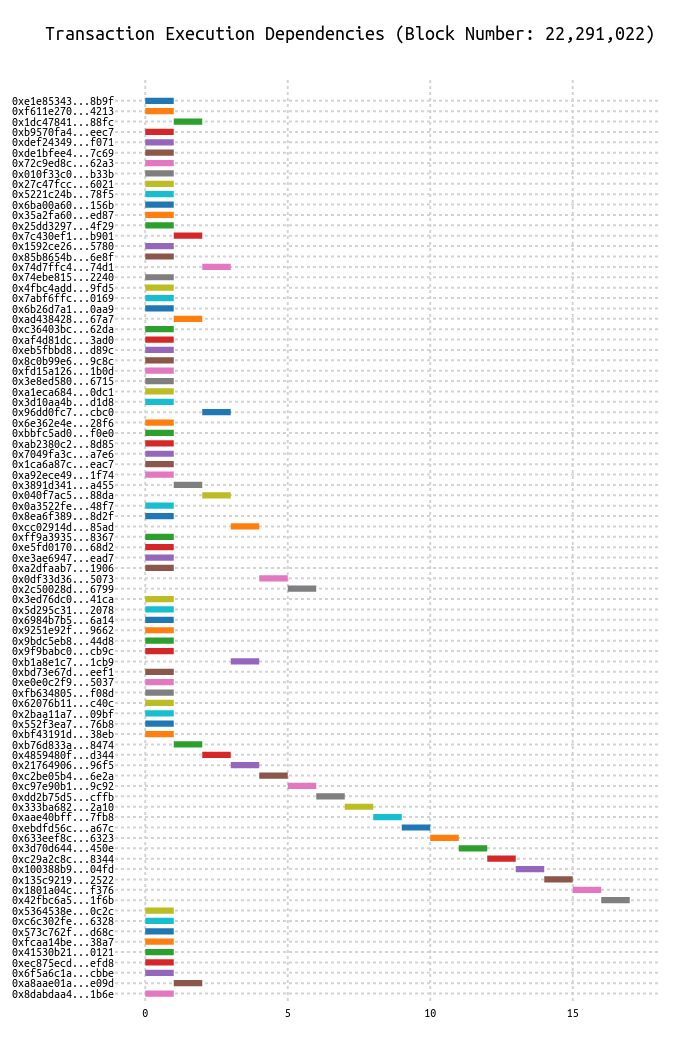 Transaction Execution Dependencies (Block Number: 22,291,022)
0xe1e85343...8b9f
0xf611e270...4213
0x1dc47841...88fc
0xb9570fa4...eec7
0xdef24349...f071
0xde1bfee4...7c69
0x72c9ed8c...62a3
0x010f33c0...b33b
0x27c47fcc...6021
0x5221c24b...78f5
0x6ba00a60...156b
0x35a2fa60...ed87
0x25dd3297...4f29
0x7c430ef1...b901
0x1592ce26...5780
0x85b8654b...6e8f
0x74d7ffc4...74d1
0x74ebe815...2240
0x4fbc4add...9fd5
0x7abf6ffc...0169
0x6b26d7a1...0aa9
0xad438428...67a7
0xc36403bc...62da
0xaf4d81dc...3ad0
0xeb5fbbd8...d89c
0x8c0b99e6...9c8c
0xfd15a126...1b0d
0x3e8ed580...6715
0xa1eca684...0dc1
0x3d10aa4b...d1d8
0x96dd0fc7...cbc0
0x6e362e4e...28f6
0xbbfc5ad0...f0e0
0xab2380c2...8d85
0x7049fa3c...a7e6
0x1ca6a87c...eac7
0xa92ece49...1f74
0x3891d341...a455
0x040f7ac5...88da
0x0a3522fe...48f7
0x8ea6f389...8d2f
0xcc02914d...85ad
0xff9a3935...8367
0xe5fd0170...68d2
0xe3ae6947...ead7
0xa2dfaab7...1906
0x0df33d36...5073
0x2c50028d...6799
0x3ed76dc0...41ca
0x5d295c31...2078
0x6984b7b5...6a14
0x9251e92f...9662
0x9bdc5eb8...44d8
0x9f9babc0...cb9c
0xb1a8e1c7...1cb9
0xbd73e67d...eef1
0xe0e0c2f9...5037
0xfb634805...f08d
0x62076b11...c40c
0x2baa11a7...09bf
0x552f3ea7...76b8
0xbf43191d...38eb
0xb76d833a...8474
0x4859480f...d344
0x21764906...96f5
0xc2be05b4...6e2a
0xc97e90b1...9c92
0xdd2b75d5...cffb
0x333ba682...2a10
0xaae40bff...7fb8
0xebdfd56c...a67c
0x633eef8c...6323
0x3d70d644...450e
0xc29a2c8c...8344
0x100388b9...04fd
0x135c9219...2522
0x1801a04c...f376
0x42fbc6a5...1f6b
0x5364538e...0c2c
0xc6c302fe...6328
0x573c762f...d68c
0xfcaa14be...38a7
0x41530b21...0121
0xec875ecd...efd8
0x6f5a6c1a...cbbe
0xa8aae01a...e09d
0x8dabdaa4...1b6e
0 5 10 15